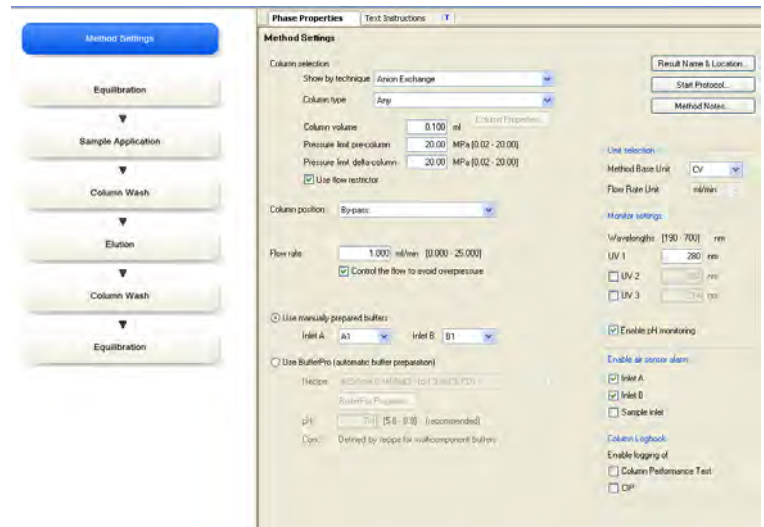 Method Settings
Equilibration
Sample Application
Column Wash
Elution
Column Wash
Equilibration
Phase Properties
Text Instructions
T
Method Settings
Column selection
Show by technique Anion Exchange
Column type Any
Column Properties...
Column volume 0.100 ml
Pressure limit pre-column 20.00 MPa [0.02 - 20.00]
Pressure limit delta-column 20.00 MPa [0.02 - 20.00]
Use flow restrictor
Column position By-pass
Flow rate 1.000 ml/min [0.000 - 25.000]
Control the flow to avoid overpressure
Use manually prepared buffers
Inlet A A1 Inlet B B1
Use BufferPro (automatic buffer preparation)
Recipe
BufferPro Properties...
pH [5.0 - 8.0] (recommended)
Conc. Defined by recipe for multicomponent buffers
Result Name & Location...
Start Protocol...
Method Notes...
Unit selection
Method Base Unit CV
Flow Rate Unit ml/min
Monitor settings
Wavelengths [190 - 700] nm
UV 1 280 nm
UV 2 nm
UV 3 nm
Enable pH monitoring
Enable air sensor alarm
Inlet A
Inlet B
Sample inlet
Column Logbook
Enable logging of
Column Performance Test
CIP